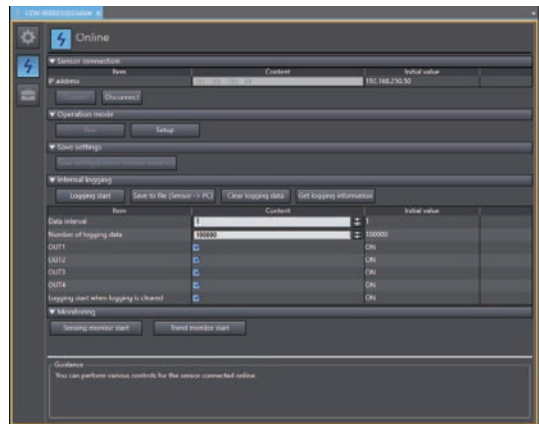 Online
▼ Sensor connection
Item Content Initial value
IP address 192.168.250.50
Disconnect
▼ Operation mode
Run Setup
▼ Save settings
▼ Internal logging
Logging start Save to file (Sensor -> PC) Clear logging data Get logging information
Item Content Initial value
Data interval 1 1
Number of logging data 100000 100000
OUT1 ON
OUT2 ON
OUT3 ON
OUT4 ON
Logging start when logging is cleared ON
▼ Monitoring
Sensing monitor start Trend monitor start
Guidance
You can perform various controls for the sensor connected online.